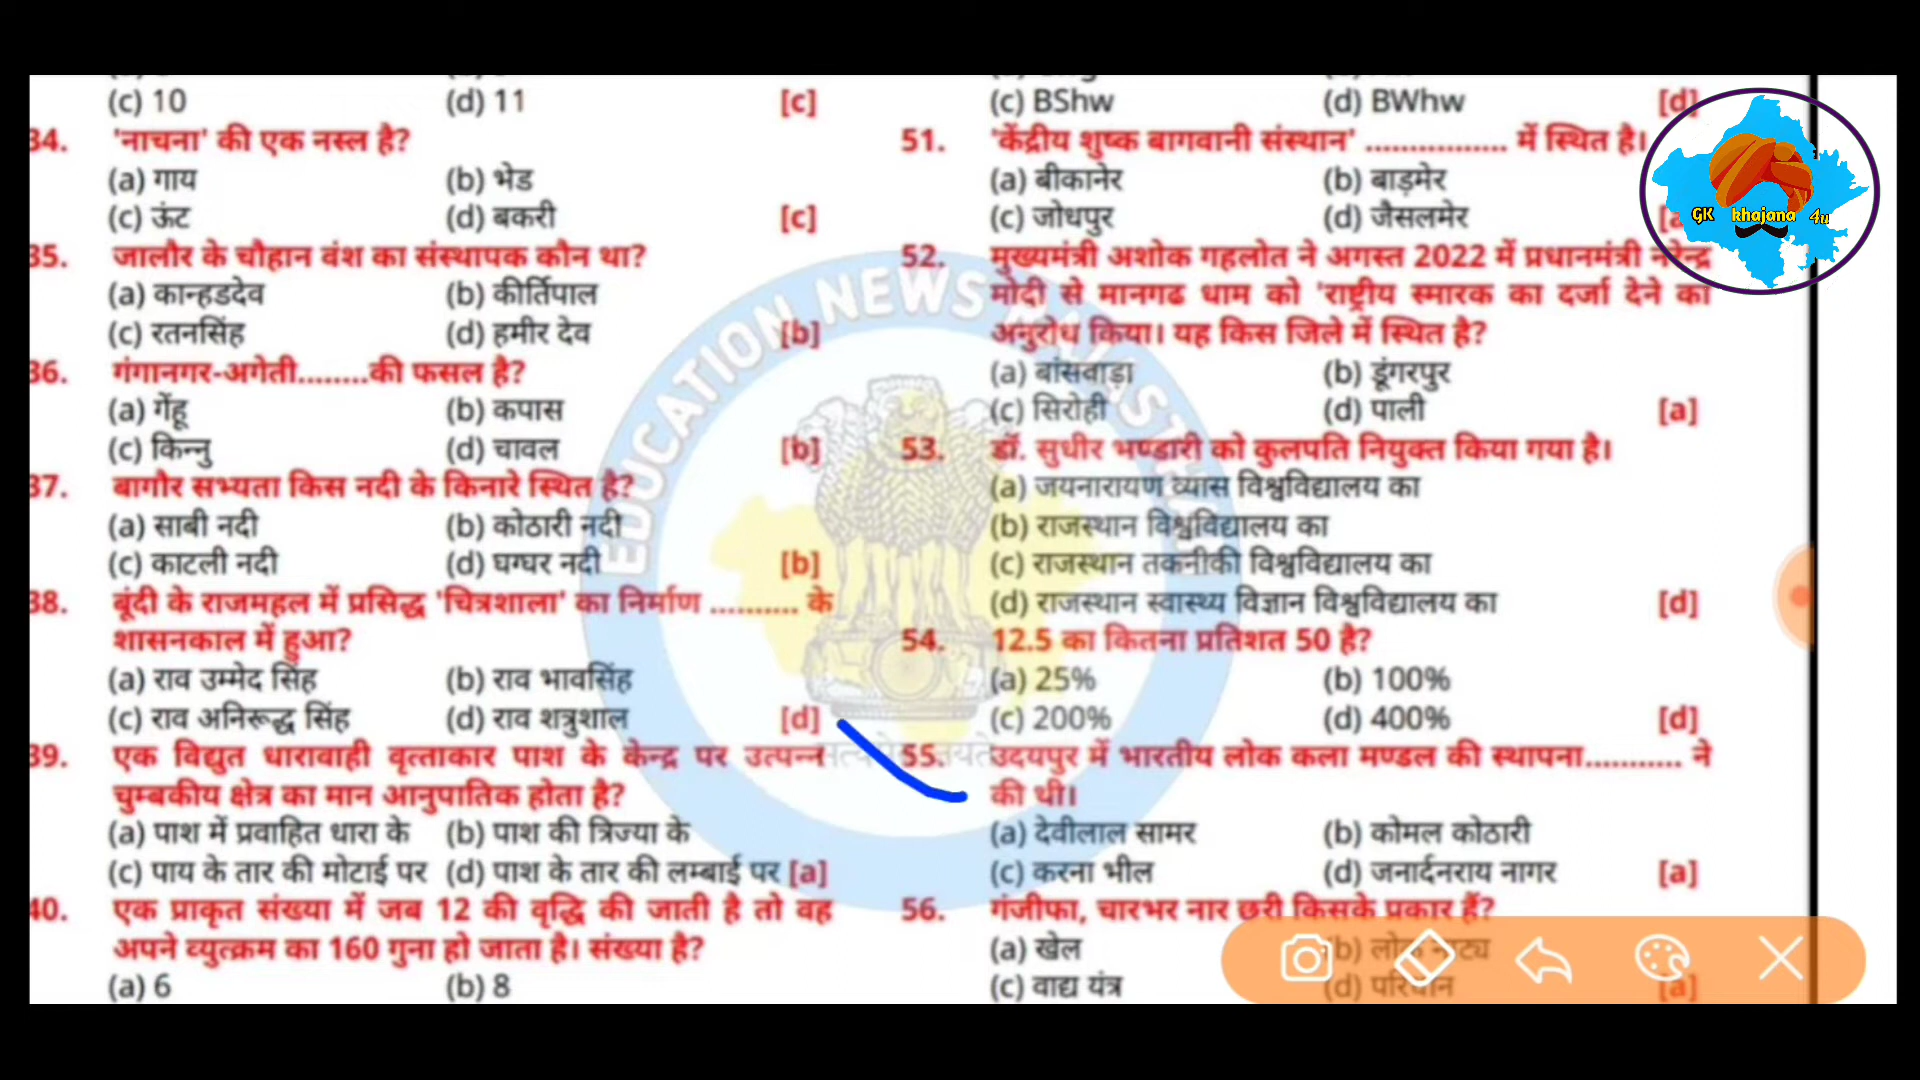 (c) 10 (d) 11 [c]
34. 'नाचना' की एक नस्ल है?
(a) गाय (b) भेड
(c) ऊंट (d) बकरी [c]
35. जालौर के चौहान वंश का संस्थापक कौन था?
(a) कान्हडदेव (b) कीर्तिपाल
(c) रतनसिंह (d) हमीर देव [b]
36. गंगानगर-अगेती........की फसल है?
(a) गेंहू (b) कपास
(c) किन्नु (d) चावल [b]
37. बागौर सभ्यता किस नदी के किनारे स्थित है?
(a) साबी नदी (b) कोठारी नदी
(c) काटली नदी (d) घग्घर नदी [b]
38. बूंदी के राजमहल में प्रसिद्ध 'चित्रशाला' का निर्माण .......... के
शासनकाल में हुआ?
(a) राव उम्मेद सिंह (b) राव भावसिंह
(c) राव अनिरूद्ध सिंह (d) राव शत्रुशाल [d]
39. एक विद्युत धारावाही वृत्ताकार पाश के केन्द्र पर उत्पन्न
चुम्बकीय क्षेत्र का मान आनुपातिक होता है?
(a) पाश में प्रवाहित धारा के (b) पाश की त्रिज्या के
(c) पाय के तार की मोटाई पर (d) पाश के तार की लम्बाई पर [a]
40. एक प्राकृत संख्या में जब 12 की वृद्धि की जाती है तो वह
अपने व्युत्क्रम का 160 गुना हो जाता है। संख्या है?
(a) 6 (b) 8
(c) BShw (d) BWhw [d]
51. 'केंद्रीय शुष्क बागवानी संस्थान' ................ में स्थित है।
(a) बीकानेर (b) बाड़मेर
(c) जोधपुर (d) जैसलमेर
52. मुख्यमंत्री अशोक गहलोत ने अगस्त 2022 में प्रधानमंत्री नरेन्द्र
मोदी से मानगढ धाम को 'राष्ट्रीय स्मारक का दर्जा देने का
अनुरोध किया। यह किस जिले में स्थित है?
(a) बांसवाड़ा (b) डूंगरपुर
(c) सिरोही (d) पाली [a]
53. डॉ. सुधीर भण्डारी को कुलपति नियुक्त किया गया है।
(a) जयनारायण व्यास विश्वविद्यालय का
(b) राजस्थान विश्वविद्यालय का
(c) राजस्थान तकनीकी विश्वविद्यालय का
(d) राजस्थान स्वास्थ्य विज्ञान विश्वविद्यालय का [d]
54. 12.5 का कितना प्रतिशत 50 है?
(a) 25% (b) 100%
(c) 200% (d) 400% [d]
55. उदयपुर में भारतीय लोक कला मण्डल की स्थापना............ ने
की थी।
(a) देवीलाल सामर (b) कोमल कोठारी
(c) करना भील (d) जनार्दनराय नागर [a]
56. गंजीफा, चारभर नार छरी किसके प्रकार हैं?
(a) खेल (b) लोक नाट्य
(c) वाद्य यंत्र (d) परिधान [a]
EDUCATION NEWS RAJASTHAN
GK khajana 4u